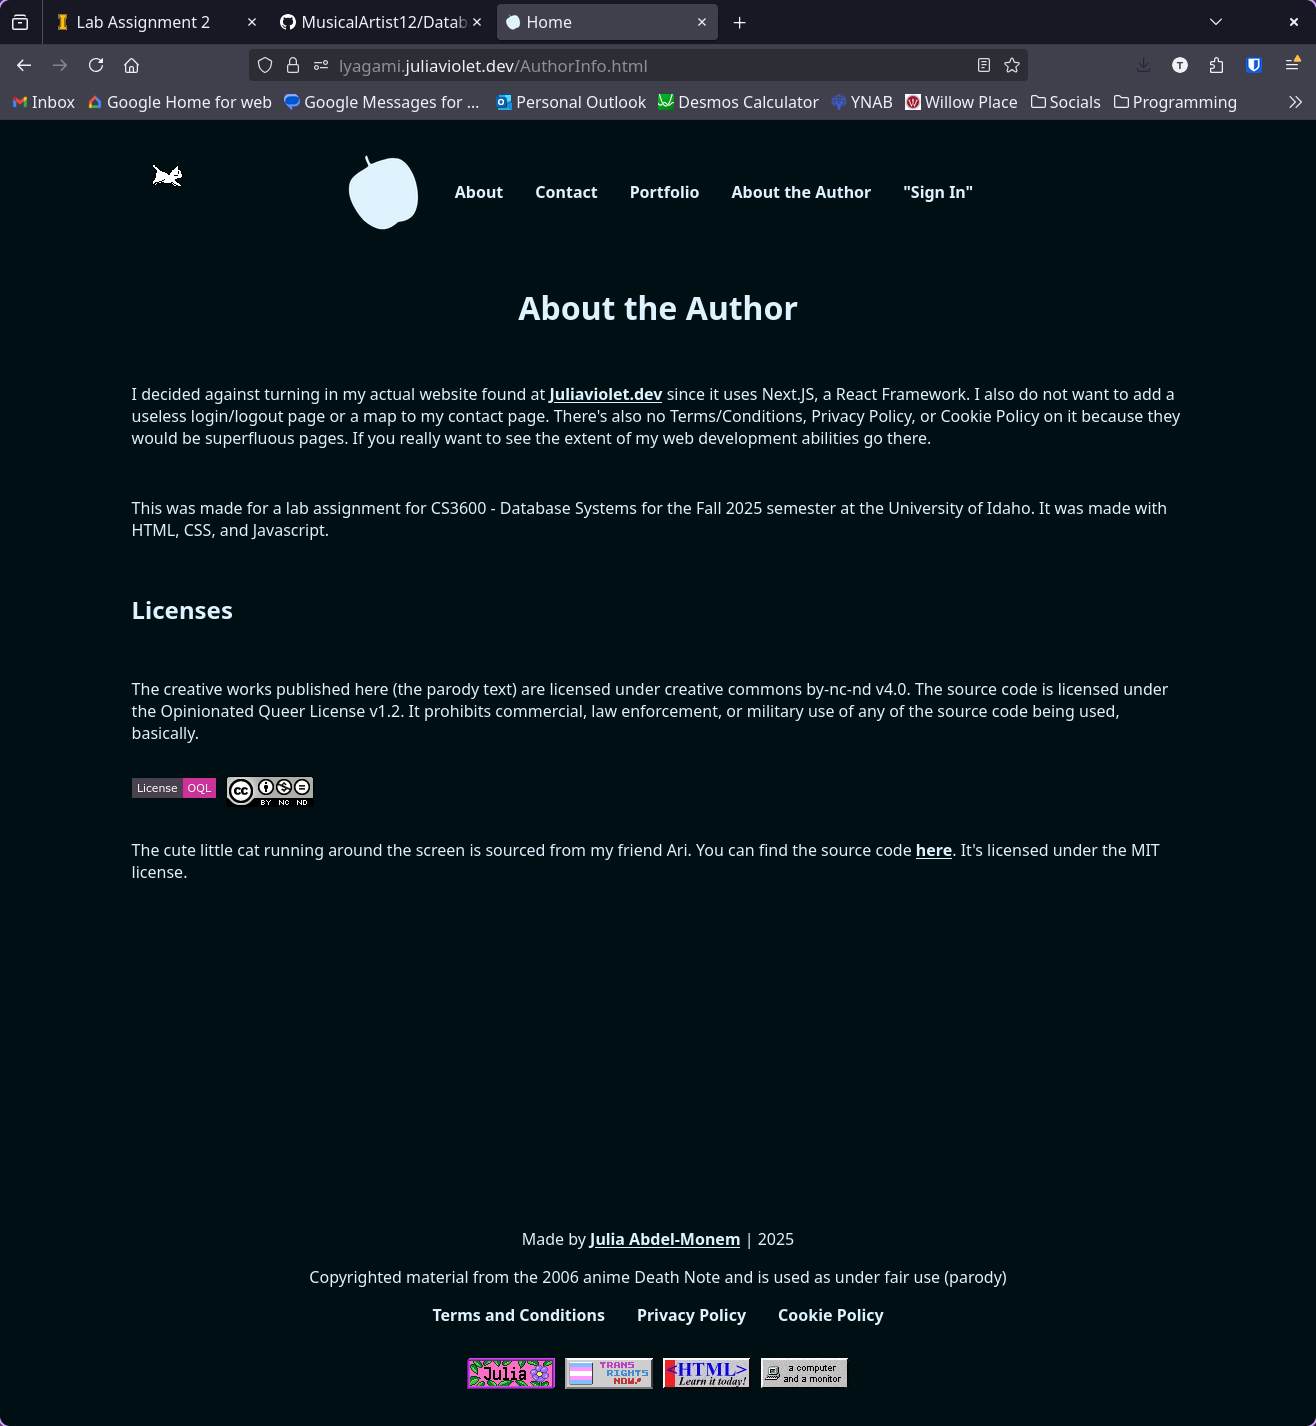 Lab Assignment 2
MusicalArtist12/Datab
Home
lyagami.juliaviolet.dev/AuthorInfo.html
T
Inbox
Google Home for web
Google Messages for ...
Personal Outlook
Desmos Calculator
YNAB
Willow Place
Socials
Programming
About
Contact
Portfolio
About the Author
"Sign In"
About the Author
I decided against turning in my actual website found at Juliaviolet.dev since it uses Next.JS, a React Framework. I also do not want to add a
useless login/logout page or a map to my contact page. There's also no Terms/Conditions, Privacy Policy, or Cookie Policy on it because they
would be superfluous pages. If you really want to see the extent of my web development abilities go there.
This was made for a lab assignment for CS3600 - Database Systems for the Fall 2025 semester at the University of Idaho. It was made with
HTML, CSS, and Javascript.
Licenses
The creative works published here (the parody text) are licensed under creative commons by-nc-nd v4.0. The source code is licensed under
the Opinionated Queer License v1.2. It prohibits commercial, law enforcement, or military use of any of the source code being used,
basically.
License OQL
cc
BY NC ND
The cute little cat running around the screen is sourced from my friend Ari. You can find the source code here. It's licensed under the MIT
license.
Made by Julia Abdel-Monem | 2025
Copyrighted material from the 2006 anime Death Note and is used as under fair use (parody)
Terms and Conditions
Privacy Policy
Cookie Policy
Julia
TRANS
RIGHTS
NOW!
<HTML>
Learn it today!
a computer
and a monitor